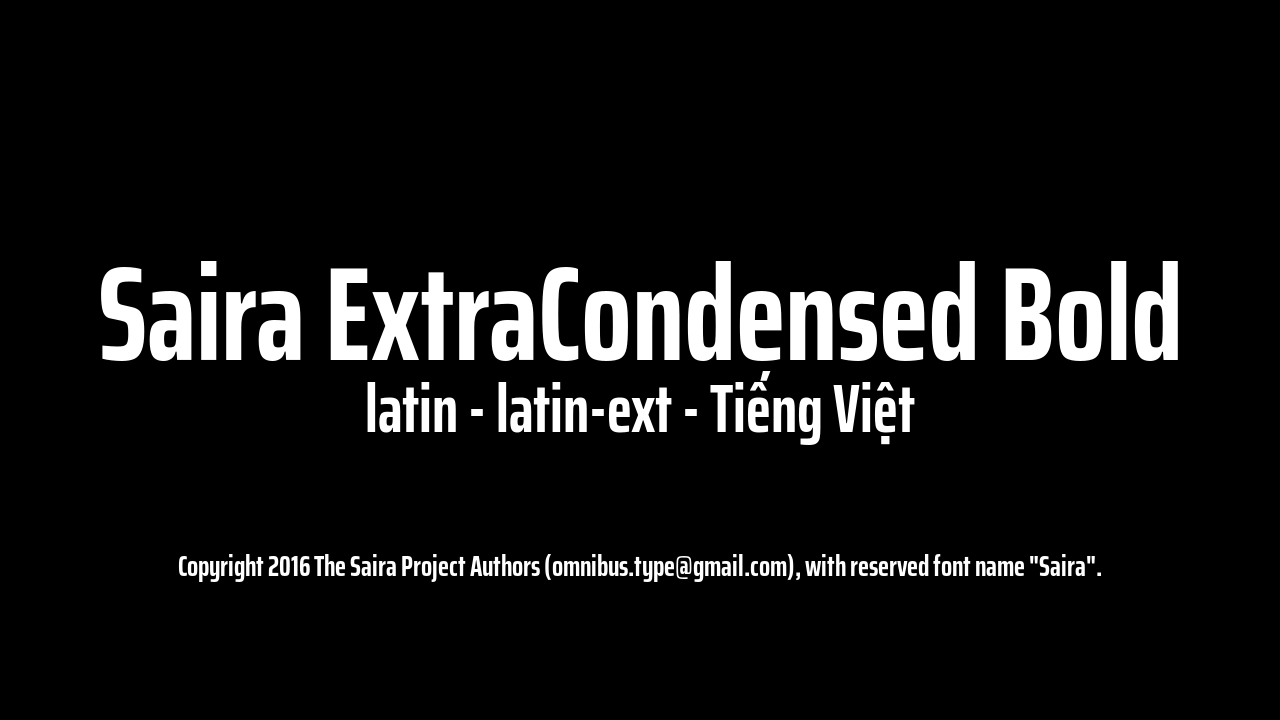 Saira ExtraCondensed Bold
latin - latin-ext - Tiếng Việt
Copyright 2016 The Saira Project Authors (omnibus.type@gmail.com), with reserved font name "Saira".